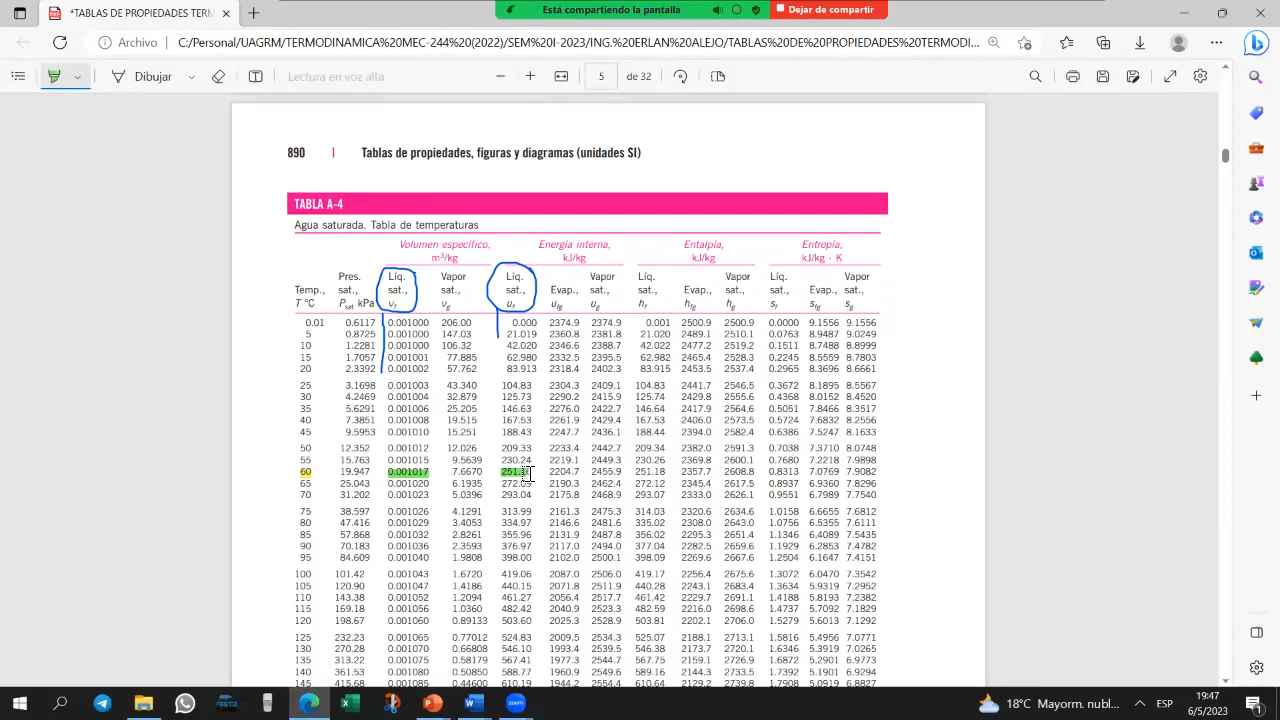 *TABLAS DE PROPIEDADES TERM
Está compartiendo la pantalla
Dejar de compartir
Archivo
C:/Personal/UAGRM/TERMODINAMICA%20MEC-244%20(2022)/SEM%20I-2023/ING.%20ERLAN%20ALEJO/TABLAS%20DE%20PROPIEDADES%20TERMODI...
Dibujar
Lectura en voz alta
5 de 32
890 Tablas de propiedades, figuras y diagramas (unidades SI)
TABLA A-4
Agua saturada. Tabla de temperaturas
Volumen específico, Energía interna, Entalpía, Entropía,
m³/kg kJ/kg kJ/kg kJ/kg · K
Pres. Líq. Vapor Líq. Vapor Líq. Vapor Líq. Vapor
Temp., sat., sat., sat., sat., Evap., sat., sat., Evap., sat., sat., Evap., sat.,
T °C Psat kPa vf vg uf ufg ug hf hfg hg sf sfg sg
0.01 0.6117 0.001000 206.00 0.000 2374.9 2374.9 0.001 2500.9 2500.9 0.0000 9.1556 9.1556
5 0.8725 0.001000 147.03 21.019 2360.8 2381.8 21.020 2489.1 2510.1 0.0763 8.9487 9.0249
10 1.2281 0.001000 106.32 42.020 2346.6 2388.7 42.022 2477.2 2519.2 0.1511 8.7488 8.8999
15 1.7057 0.001001 77.885 62.980 2332.5 2395.5 62.982 2465.4 2528.3 0.2245 8.5559 8.7803
20 2.3392 0.001002 57.762 83.913 2318.4 2402.3 83.915 2453.5 2537.4 0.2965 8.3696 8.6661
25 3.1698 0.001003 43.340 104.83 2304.3 2409.1 104.83 2441.7 2546.5 0.3672 8.1895 8.5567
30 4.2469 0.001004 32.879 125.73 2290.2 2415.9 125.74 2429.8 2555.6 0.4368 8.0152 8.4520
35 5.6291 0.001006 25.205 146.63 2276.0 2422.7 146.64 2417.9 2564.6 0.5051 7.8466 8.3517
40 7.3851 0.001008 19.515 167.53 2261.9 2429.4 167.53 2406.0 2573.5 0.5724 7.6832 8.2556
45 9.5953 0.001010 15.251 188.43 2247.7 2436.1 188.44 2394.0 2582.4 0.6386 7.5247 8.1633
50 12.352 0.001012 12.026 209.33 2233.4 2442.7 209.34 2382.0 2591.3 0.7038 7.3710 8.0748
55 15.763 0.001015 9.5639 230.24 2219.1 2449.3 230.26 2369.8 2600.1 0.7680 7.2218 7.9898
60 19.947 0.001017 7.6670 251.1 2204.7 2455.9 251.18 2357.7 2608.8 0.8313 7.0769 7.9082
65 25.043 0.001020 6.1935 272.09 2190.3 2462.4 272.12 2345.4 2617.5 0.8937 6.9360 7.8296
70 31.202 0.001023 5.0396 293.04 2175.8 2468.9 293.07 2333.0 2626.1 0.9551 6.7989 7.7540
75 38.597 0.001026 4.1291 313.99 2161.3 2475.3 314.03 2320.6 2634.6 1.0158 6.6655 7.6812
80 47.416 0.001029 3.4053 334.97 2146.6 2481.6 335.02 2308.0 2643.0 1.0756 6.5355 7.6111
85 57.868 0.001032 2.8261 355.96 2131.9 2487.8 356.02 2295.3 2651.4 1.1346 6.4089 7.5435
90 70.183 0.001036 2.3593 376.97 2117.0 2494.0 377.04 2282.5 2659.6 1.1929 6.2853 7.4782
95 84.609 0.001040 1.9808 398.00 2102.0 2500.1 398.09 2269.6 2667.6 1.2504 6.1647 7.4151
100 101.42 0.001043 1.6720 419.06 2087.0 2506.0 419.17 2256.4 2675.6 1.3072 6.0470 7.3542
105 120.90 0.001047 1.4186 440.15 2071.8 2511.9 440.28 2243.1 2683.4 1.3634 5.9319 7.2952
110 143.38 0.001052 1.2094 461.27 2056.4 2517.7 461.42 2229.7 2691.1 1.4188 5.8193 7.2382
115 169.18 0.001056 1.0360 482.42 2040.9 2523.3 482.59 2216.0 2698.6 1.4737 5.7092 7.1829
120 198.67 0.001060 0.89133 503.60 2025.3 2528.9 503.81 2202.1 2706.0 1.5279 5.6013 7.1292
125 232.23 0.001065 0.77012 524.83 2009.5 2534.3 525.07 2188.1 2713.1 1.5816 5.4956 7.0771
130 270.28 0.001070 0.66808 546.10 1993.4 2539.5 546.38 2173.7 2720.1 1.6346 5.3919 7.0265
135 313.22 0.001075 0.58179 567.41 1977.3 2544.7 567.75 2159.1 2726.9 1.6872 5.2901 6.9773
140 361.53 0.001080 0.50850 588.77 1960.9 2549.6 589.16 2144.3 2733.5 1.7392 5.1901 6.9294
145 415.68 0.001085 0.44600 610.19 1944.2 2554.4 610.64 2129.2 2739.8 1.7908 5.0919 6.8827
FESTO
zoom
18°C Mayorm. nubl...
ESP
19:47
6/5/2023
1